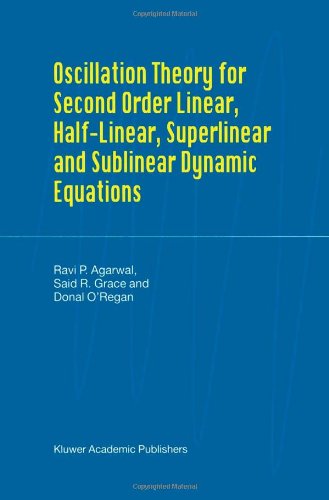 Oscillation Theory for
Second Order Linear,
Half-Linear, Superlinear
and Sublinear Dynamic
Equations
Ravi P. Agarwal,
Said R. Grace and
Donal O'Regan
Kluwer Academic Publishers